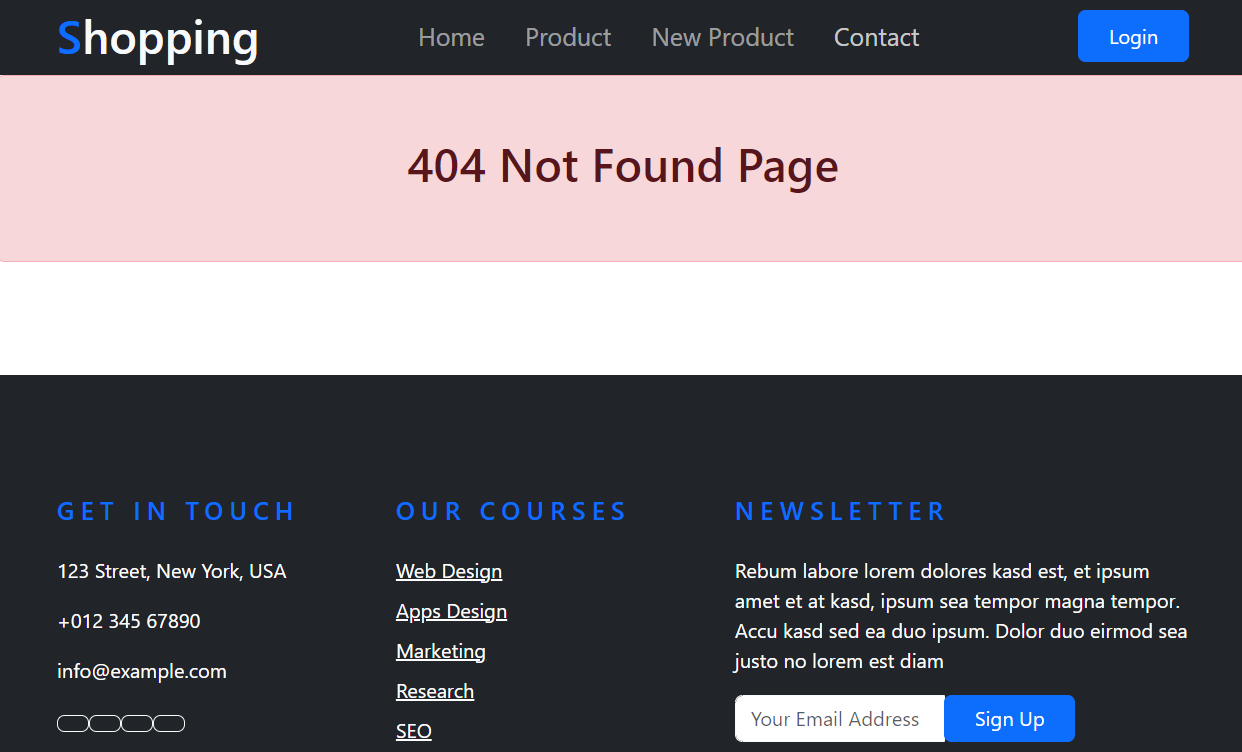 Shopping
Home
Product
New Product
Contact
Login
404 Not Found Page
GET IN TOUCH
123 Street, New York, USA
+012 345 67890
info@example.com
OUR COURSES
Web Design
Apps Design
Marketing
Research
SEO
NEWSLETTER
Rebum labore lorem dolores kasd est, et ipsum
amet et at kasd, ipsum sea tempor magna tempor.
Accu kasd sed ea duo ipsum. Dolor duo eirmod sea
justo no lorem est diam
Your Email Address
Sign Up